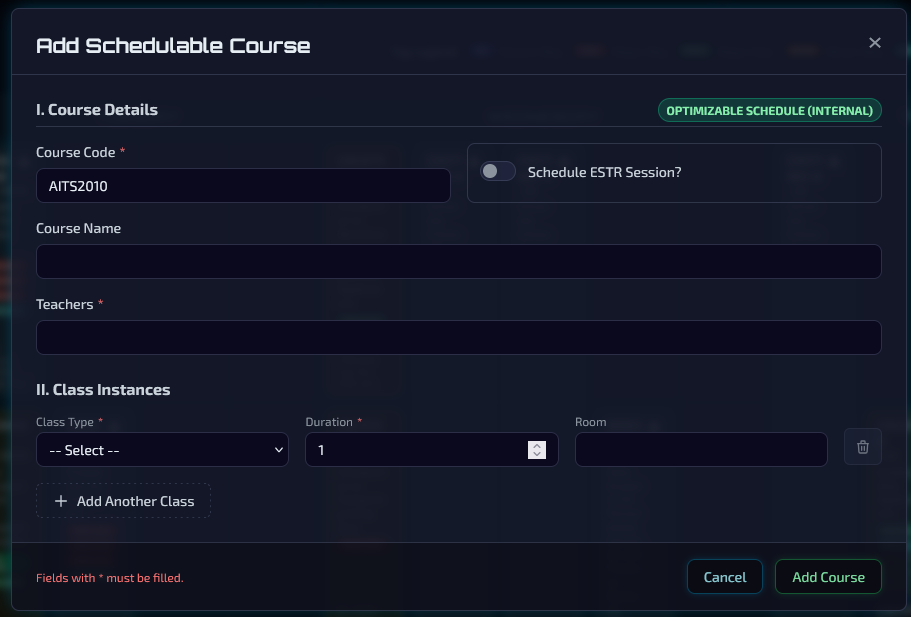 Add Schedulable Course
I. Course Details
OPTIMIZABLE SCHEDULE (INTERNAL)
Course Code *
AITS2010
Schedule ESTR Session?
Course Name
Teachers *
II. Class Instances
Class Type *
Duration *
Room
-- Select --
1
Add Another Class
Fields with * must be filled.
Cancel
Add Course